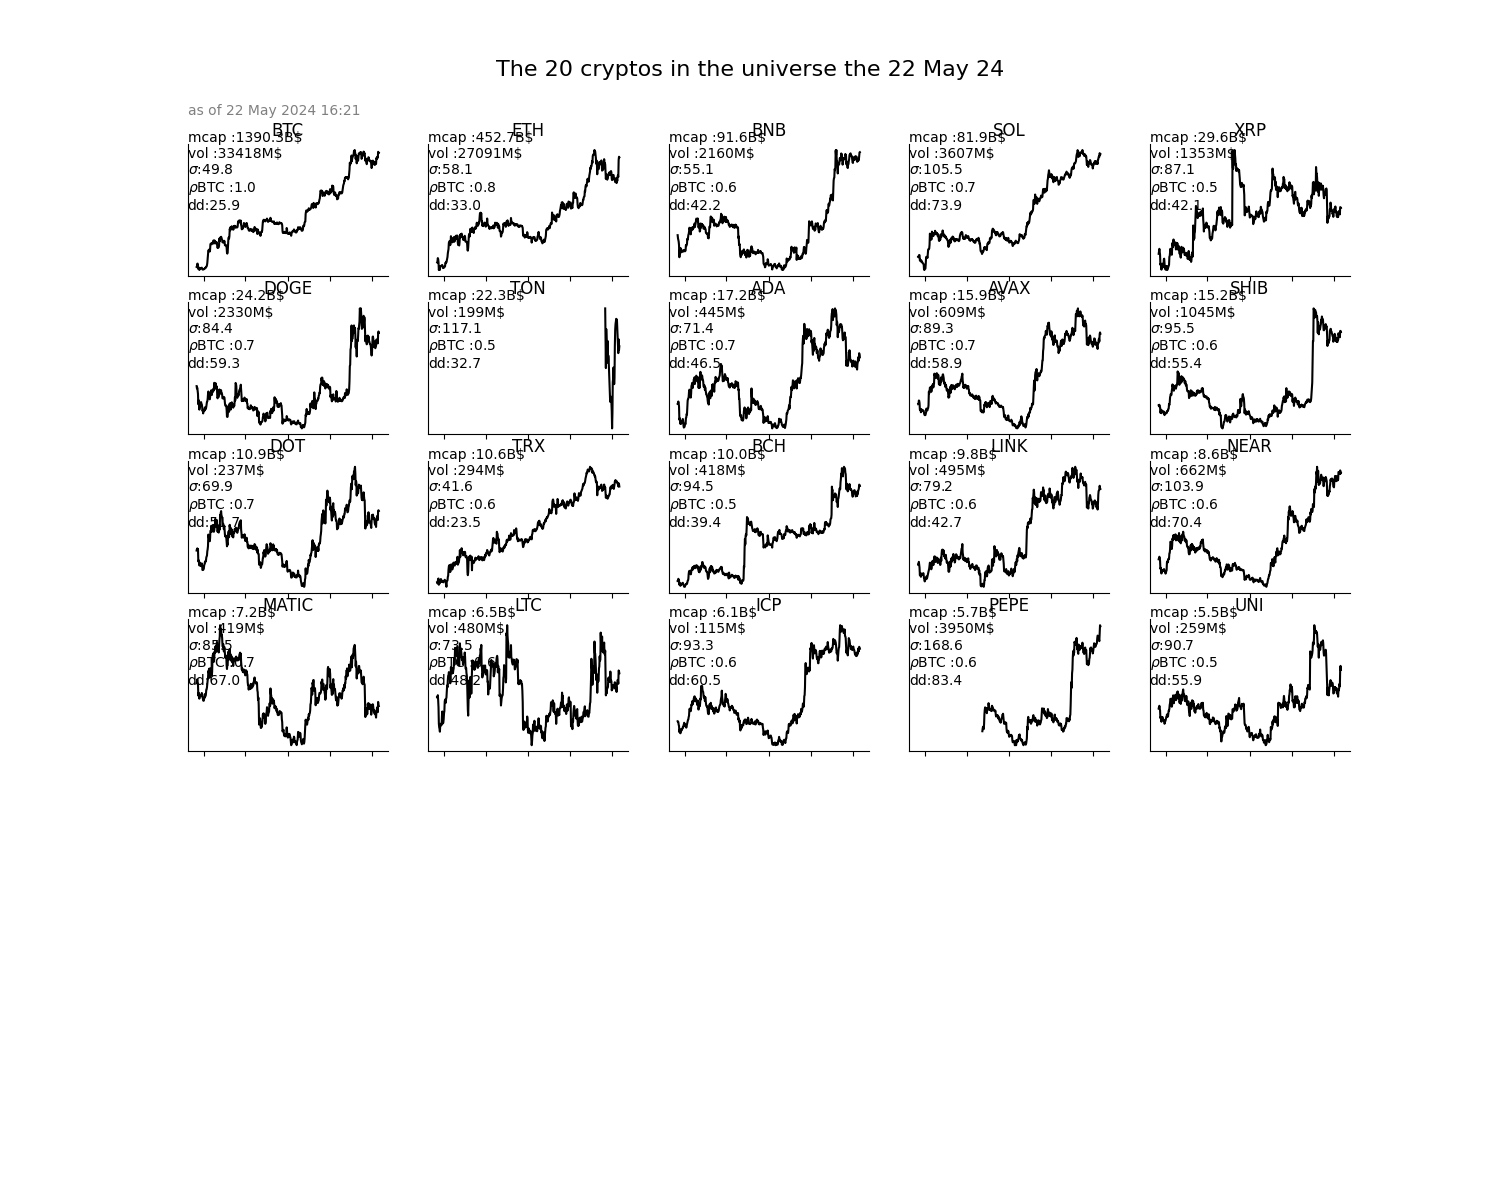 The 20 cryptos in the universe the 22 May 24
as of 22 May 2024 16:21
BTC
mcap :1390.3B$
vol :33418M$
σ:49.8
ρBTC :1.0
dd:25.9
ETH
mcap :452.7B$
vol :27091M$
σ:58.1
ρBTC :0.8
dd:33.0
BNB
mcap :91.6B$
vol :2160M$
σ:55.1
ρBTC :0.6
dd:42.2
SOL
mcap :81.9B$
vol :3607M$
σ:105.5
ρBTC :0.7
dd:73.9
XRP
mcap :29.6B$
vol :1353M$
σ:87.1
ρBTC :0.5
dd:42.1
DOGE
mcap :24.2B$
vol :2330M$
σ:84.4
ρBTC :0.7
dd:59.3
TON
mcap :22.3B$
vol :199M$
σ:117.1
ρBTC :0.5
dd:32.7
ADA
mcap :17.2B$
vol :445M$
σ:71.4
ρBTC :0.7
dd:46.5
AVAX
mcap :15.9B$
vol :609M$
σ:89.3
ρBTC :0.7
dd:58.9
SHIB
mcap :15.2B$
vol :1045M$
σ:95.5
ρBTC :0.6
dd:55.4
DOT
mcap :10.9B$
vol :237M$
σ:69.9
ρBTC :0.7
TRX
mcap :10.6B$
vol :294M$
σ:41.6
ρBTC :0.6
dd:23.5
BCH
mcap :10.0B$
vol :418M$
σ:94.5
ρBTC :0.5
dd:39.4
LINK
mcap :9.8B$
vol :495M$
σ:79.2
ρBTC :0.6
dd:42.7
NEAR
mcap :8.6B$
vol :662M$
σ:103.9
ρBTC :0.6
dd:70.4
MATIC
mcap :7.2B$
vol :419M$
ρBTC :0.7
dd:67.0
LTC
mcap :6.5B$
vol :480M$
σ:73.5
dd:48.2
ICP
mcap :6.1B$
vol :115M$
σ:93.3
ρBTC :0.6
dd:60.5
PEPE
mcap :5.7B$
vol :3950M$
σ:168.6
ρBTC :0.6
dd:83.4
UNI
mcap :5.5B$
vol :259M$
σ:90.7
ρBTC :0.5
dd:55.9